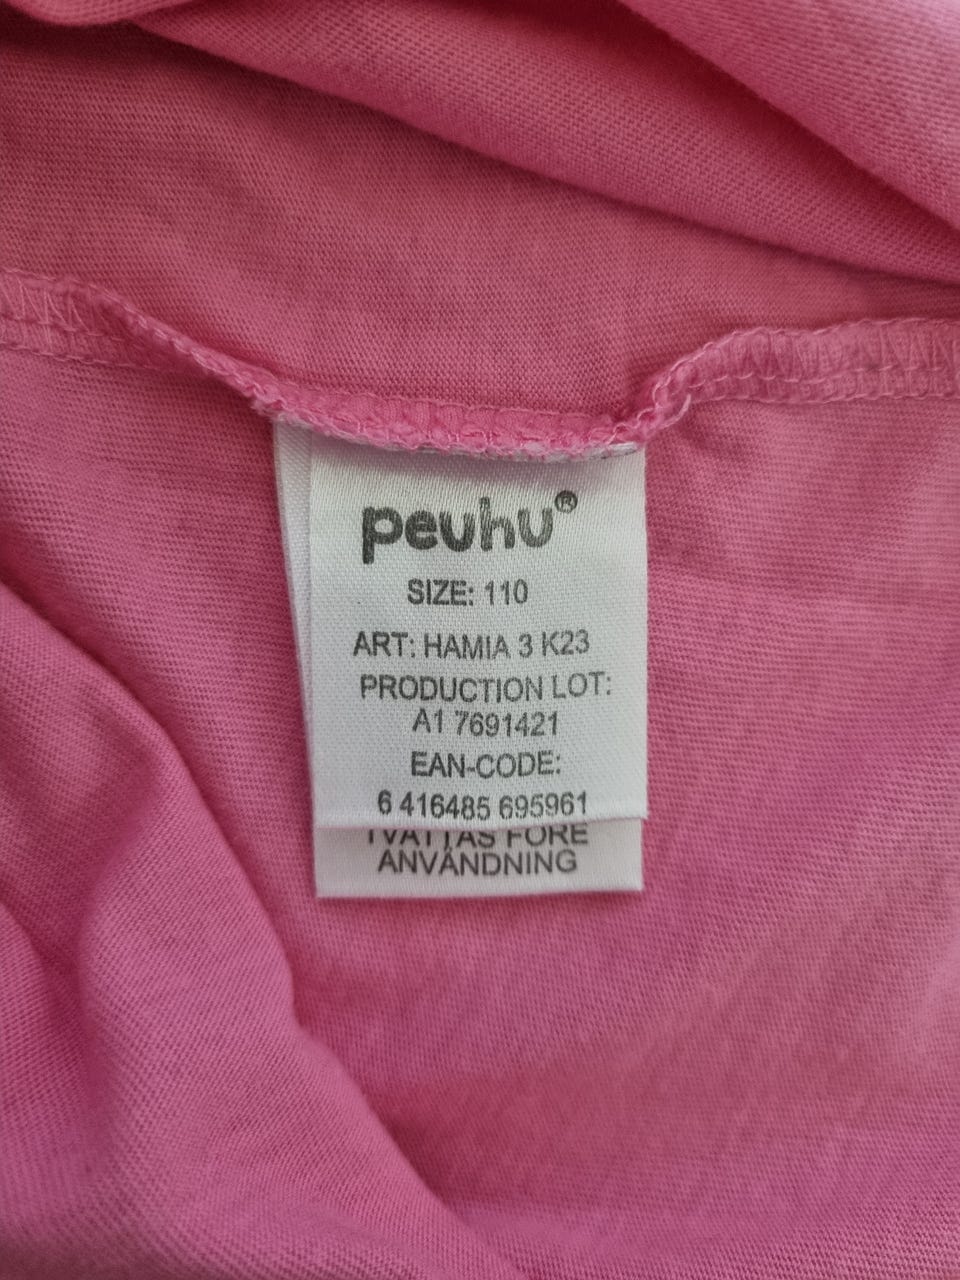 peuhu®
SIZE: 110
ART: HAMIA 3 K23
PRODUCTION LOT:
A1 7691421
EAN-CODE:
6 416485 695961
TVÄTTAS FÖRE
ANVÄNDNING